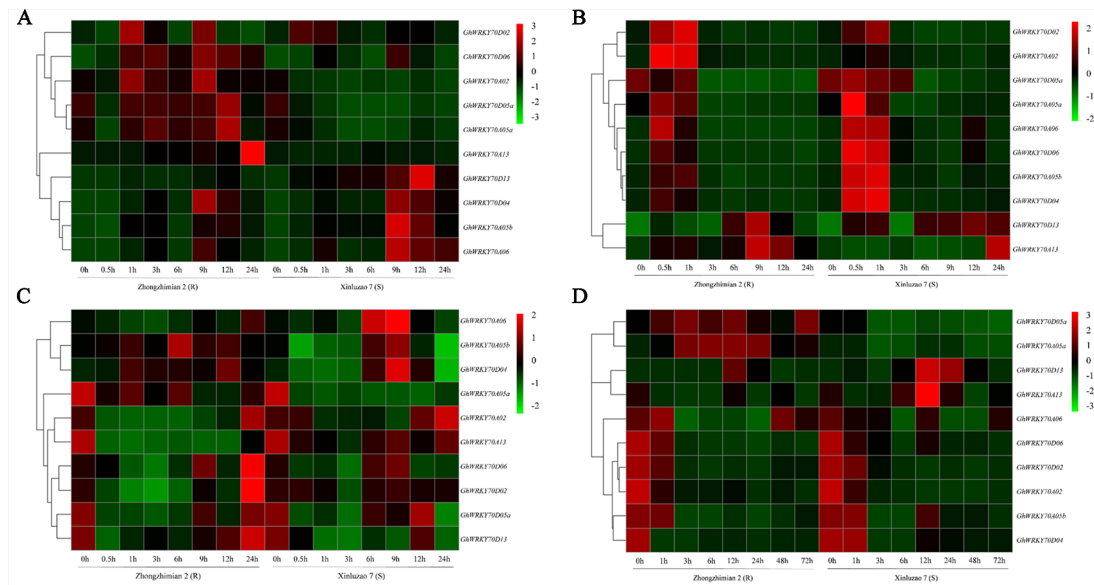 A
3
2
1
0
-1
-2
-3
GhWRKY70D02
GhWRKY70D06
GhWRKY70A02
GhWRKY70D05a
GhWRKY70A05a
GhWRKY70A13
GhWRKY70D13
GhWRKY70D04
GhWRKY70A05b
GhWRKY70A06
0h 0.5h 1h 3h 6h 9h 12h 24h 0h 0.5h 1h 3h 6h 9h 12h 24h
Zhongzhimian 2 (R) Xinluzao 7 (S)
B
2
1
0
-1
-2
GhWRKY70D02
GhWRKY70A02
GhWRKY70D05a
GhWRKY70A05a
GhWRKY70A06
GhWRKY70D06
GhWRKY70A05b
GhWRKY70D04
GhWRKY70D13
GhWRKY70A13
0h 0.5h 1h 3h 6h 9h 12h 24h 0h 0.5h 1h 3h 6h 9h 12h 24h
Zhongzhimian 2 (R) Xinluzao 7 (S)
C
2
1
0
-1
-2
GhWRKY70A06
GhWRKY70A05b
GhWRKY70D04
GhWRKY70A05a
GhWRKY70A02
GhWRKY70A13
GhWRKY70D06
GhWRKY70D02
GhWRKY70D05a
GhWRKY70D13
0h 0.5h 1h 3h 6h 9h 12h 24h 0h 0.5h 1h 3h 6h 9h 12h 24h
Zhongzhimian 2 (R) Xinluzao 7 (S)
D
3
2
1
0
-1
-2
-3
GhWRKY70D05a
GhWRKY70A05a
GhWRKY70D13
GhWRKY70A13
GhWRKY70A06
GhWRKY70D06
GhWRKY70D02
GhWRKY70A02
GhWRKY70A05b
GhWRKY70D04
0h 1h 3h 6h 12h 24h 48h 72h 0h 1h 3h 6h 12h 24h 48h 72h
Zhongzhimian 2 (R) Xinluzao 7 (S)